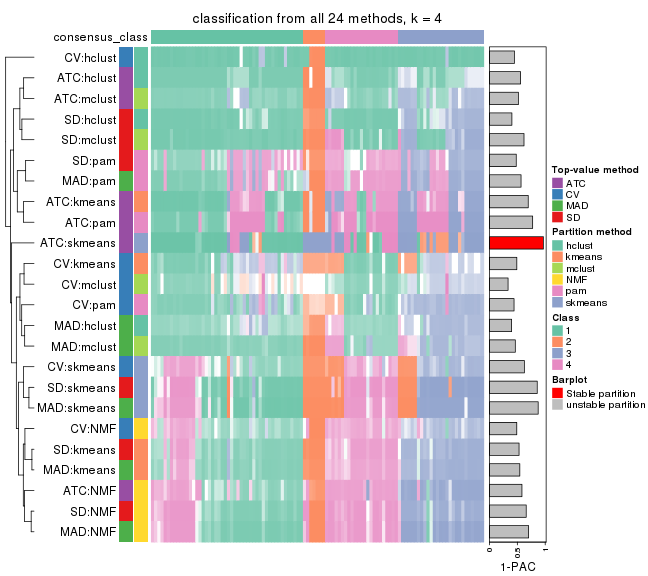 classification from all 24 methods, k = 4
consensus_class
CV:hclust
ATC:hclust
ATC:mclust
SD:hclust
SD:mclust
SD:pam
MAD:pam
ATC:kmeans
ATC:pam
ATC:skmeans
CV:kmeans
CV:mclust
CV:pam
MAD:hclust
MAD:mclust
CV:skmeans
SD:skmeans
MAD:skmeans
CV:NMF
SD:kmeans
MAD:kmeans
ATC:NMF
SD:NMF
MAD:NMF
0
0.5
1
1-PAC
Top-value method
ATC
CV
MAD
SD
Partition method
hclust
kmeans
mclust
NMF
pam
skmeans
Class
1
2
3
4
Barplot
Stable partition
unstable partition